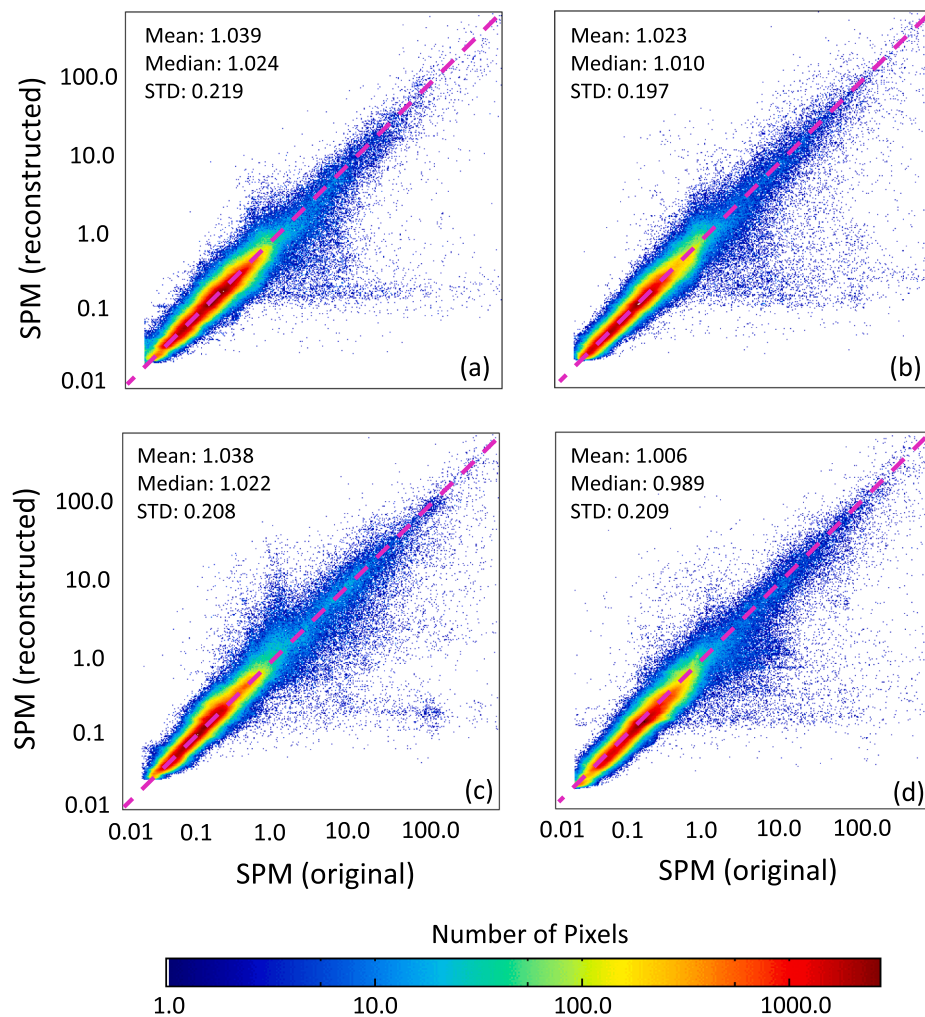 Mean: 1.039
Median: 1.024
STD: 0.219
Mean: 1.023
Median: 1.010
STD: 0.197
SPM (reconstructed)
100.0
10.0
1.0
0.1
0.01
(a)
(b)
Mean: 1.038
Median: 1.022
STD: 0.208
Mean: 1.006
Median: 0.989
STD: 0.209
SPM (reconstructed)
100.0
10.0
1.0
0.1
0.01
(c)
(d)
0.01 0.1 1.0 10.0 100.0
0.01 0.1 1.0 10.0 100.0
SPM (original)
SPM (original)
Number of Pixels
1.0 10.0 100.0 1000.0